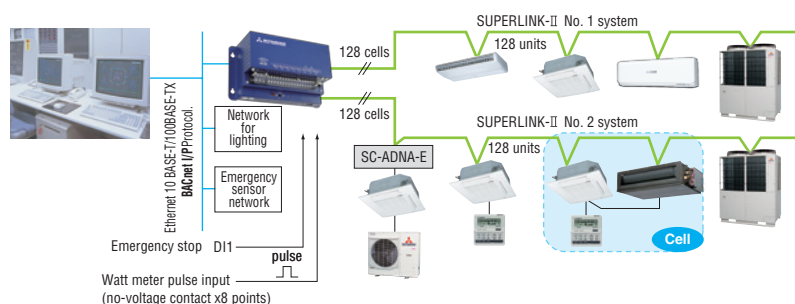 SUPERLINK-II No. 1 system
128 cells
128 units
128 cells
SUPERLINK-II No. 2 system
128 units
SC-ADNA-E
Ethernet 10 BASE-T/100BASE-TX
BACnet I/PProtocol.
Network
for
lighting
Emergency
sensor
network
Cell
Emergency stop DI1
pulse
Watt meter pulse input
(no-voltage contact x8 points)